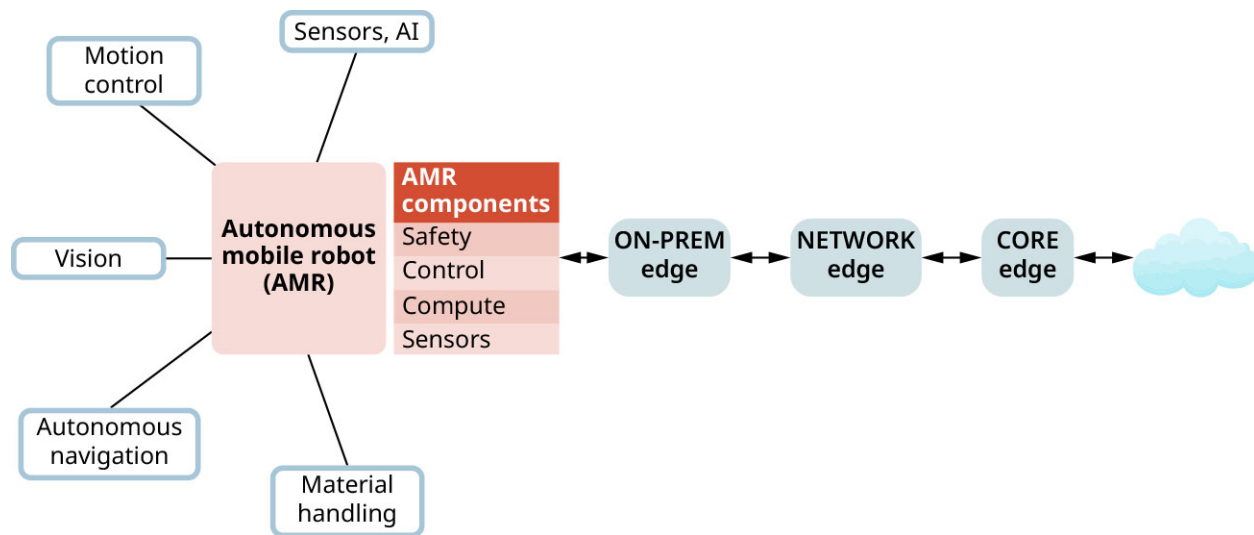 Sensors, AI
Motion
control
Vision
Autonomous
navigation
Material
handling
Autonomous
mobile robot
(AMR)
AMR
components
Safety
Control
Compute
Sensors
ON-PREM
edge
NETWORK
edge
CORE
edge